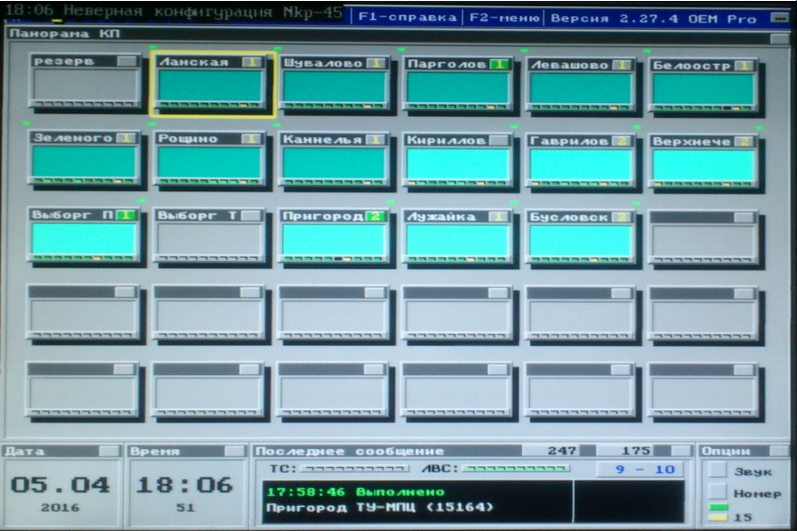 18:06 Неверная конфигурация Nkp-45 F1-справка F2-меню Версия 2.27.4 OEM Pro
Панорама КП
резерв Ланская 1 Шувалово 1 Парголов 1 Левашово 1 Белоостр 1
Зеленого 1 Рощино 1 Каннелья 1 Кириллов Гаврилов 2 Верхнече 2
Выборг П 1 Выборг Т Пригород 2 Лужайка 1 Бусловск 2
Дата Время Последнее сообщение 247 175 Опции
ТС: АВС: 9 - 10 Звук
05.04 18:06 17:58:46 Выполнено Номер
2016 51 Пригород ТУ-МПЦ (15164) 15